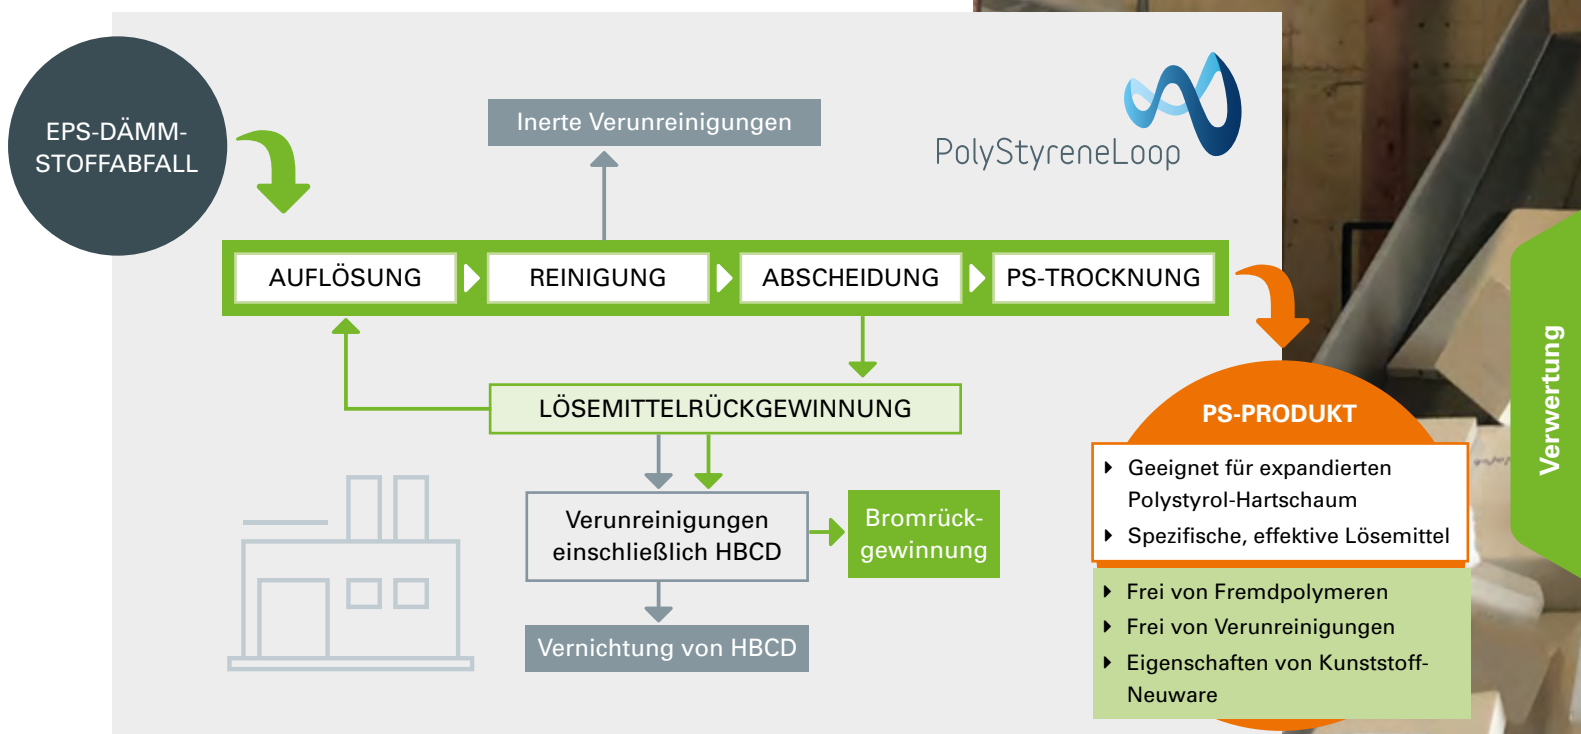 EPS-DÄMM-
STOFFABFALL
Inerte Verunreinigungen
PolyStyreneLoop
AUFLÖSUNG
REINIGUNG
ABSCHEIDUNG
PS-TROCKNUNG
LÖSEMITTELRÜCKGEWINNUNG
Verunreinigungen
einschließlich HBCD
Bromrück-
gewinnung
Vernichtung von HBCD
PS-PRODUKT
Geeignet für expandierten
Polystyrol-Hartschaum
Spezifische, effektive Lösemittel
Frei von Fremdpolymeren
Frei von Verunreinigungen
Eigenschaften von Kunststoff-
Neuware
Verwertung